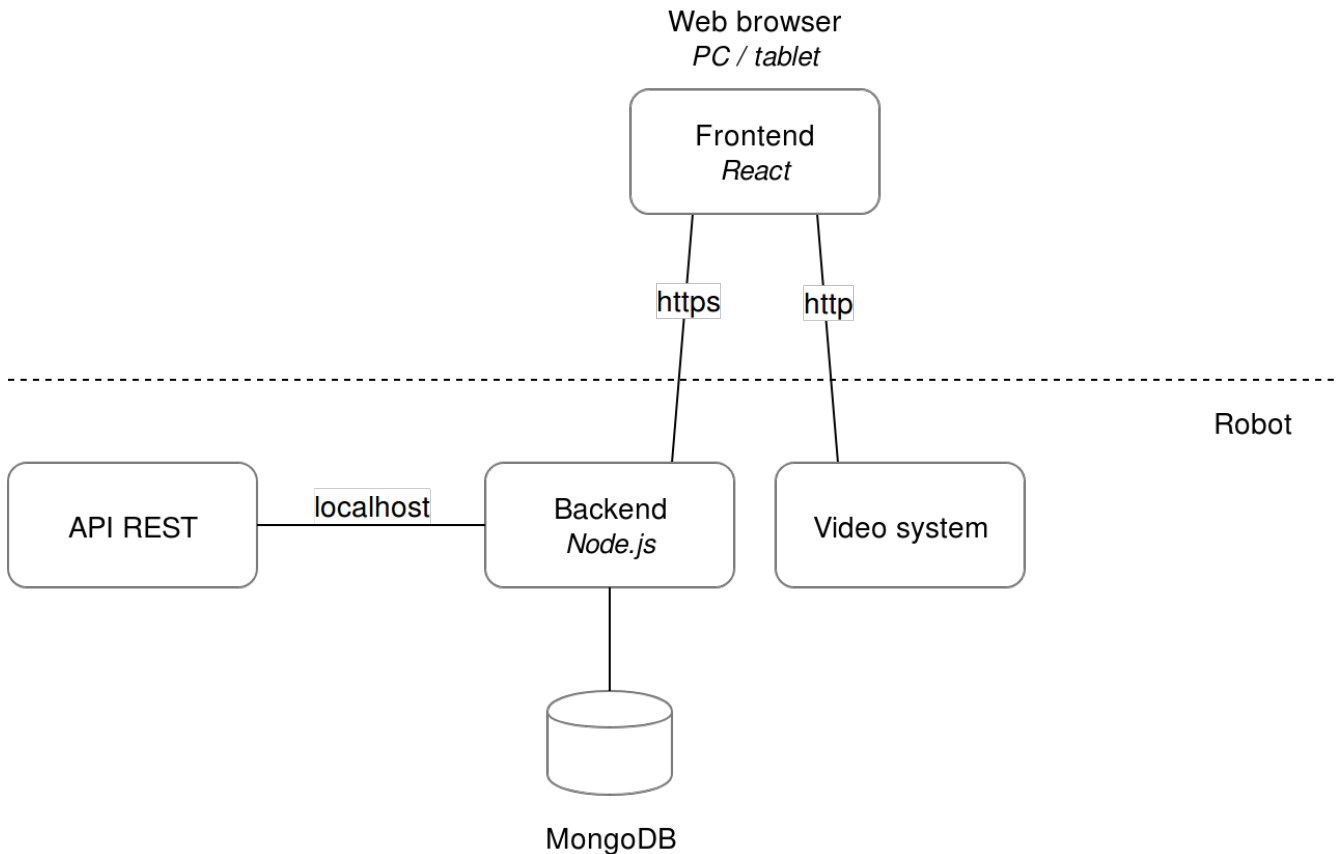 Web browser
PC / tablet
Frontend
React
https
http
Robot
API REST
localhost
Backend
Node.js
Video system
MongoDB